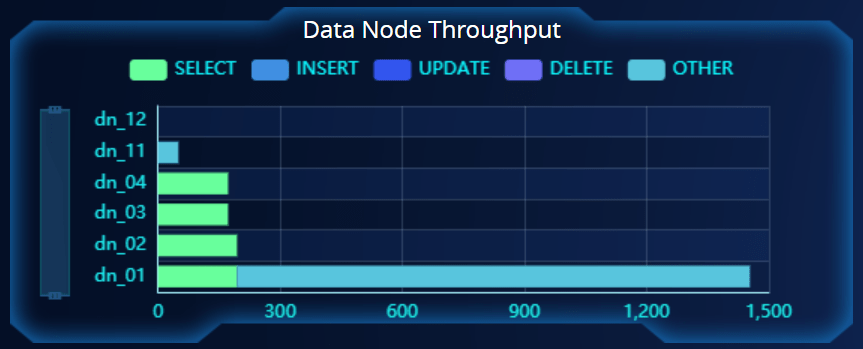 Data Node Throughput
SELECT INSERT UPDATE DELETE OTHER
dn_12
dn_11
dn_04
dn_03
dn_02
dn_01
0 300 600 900 1,200 1,500